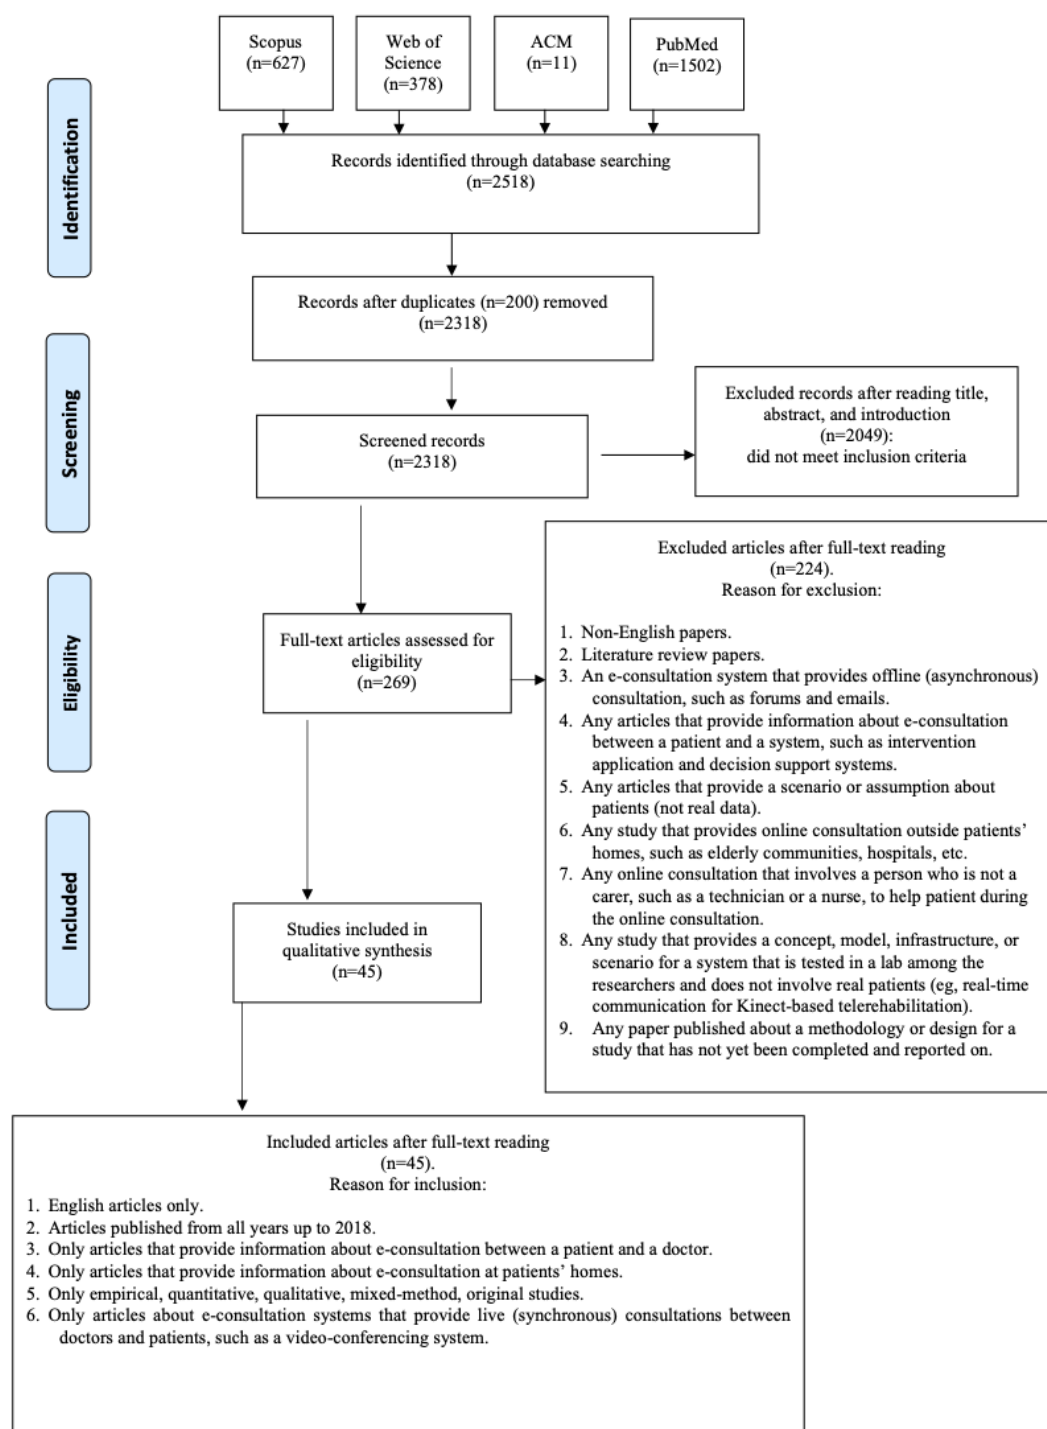 Scopus
(n=627)
Web of
Science
(n=378)
ACM
(n=11)
PubMed
(n=1502)
Identification
Records identified through database searching
(n=2518)
Records after duplicates (n=200) removed
(n=2318)
Screening
Screened records
(n=2318)
Excluded records after reading title,
abstract, and introduction
(n=2049):
did not meet inclusion criteria
Eligibility
Full-text articles assessed for
eligibility
(n=269)
Excluded articles after full-text reading
(n=224).
Reason for exclusion:
1. Non-English papers.
2. Literature review papers.
3. An e-consultation system that provides offline (asynchronous)
consultation, such as forums and emails.
4. Any articles that provide information about e-consultation
between a patient and a system, such as intervention
application and decision support systems.
5. Any articles that provide a scenario or assumption about
patients (not real data).
6. Any study that provides online consultation outside patients’
homes, such as elderly communities, hospitals, etc.
7. Any online consultation that involves a person who is not a
carer, such as a technician or a nurse, to help patient during
the online consultation.
8. Any study that provides a concept, model, infrastructure, or
scenario for a system that is tested in a lab among the
researchers and does not involve real patients (eg, real-time
communication for Kinect-based telerehabilitation).
9. Any paper published about a methodology or design for a
study that has not yet been completed and reported on.
Included
Studies included in
qualitative synthesis
(n=45)
Included articles after full-text reading
(n=45).
Reason for inclusion:
1. English articles only.
2. Articles published from all years up to 2018.
3. Only articles that provide information about e-consultation between a patient and a doctor.
4. Only articles that provide information about e-consultation at patients’ homes.
5. Only empirical, quantitative, qualitative, mixed-method, original studies.
6. Only articles about e-consultation systems that provide live (synchronous) consultations between
doctors and patients, such as a video-conferencing system.